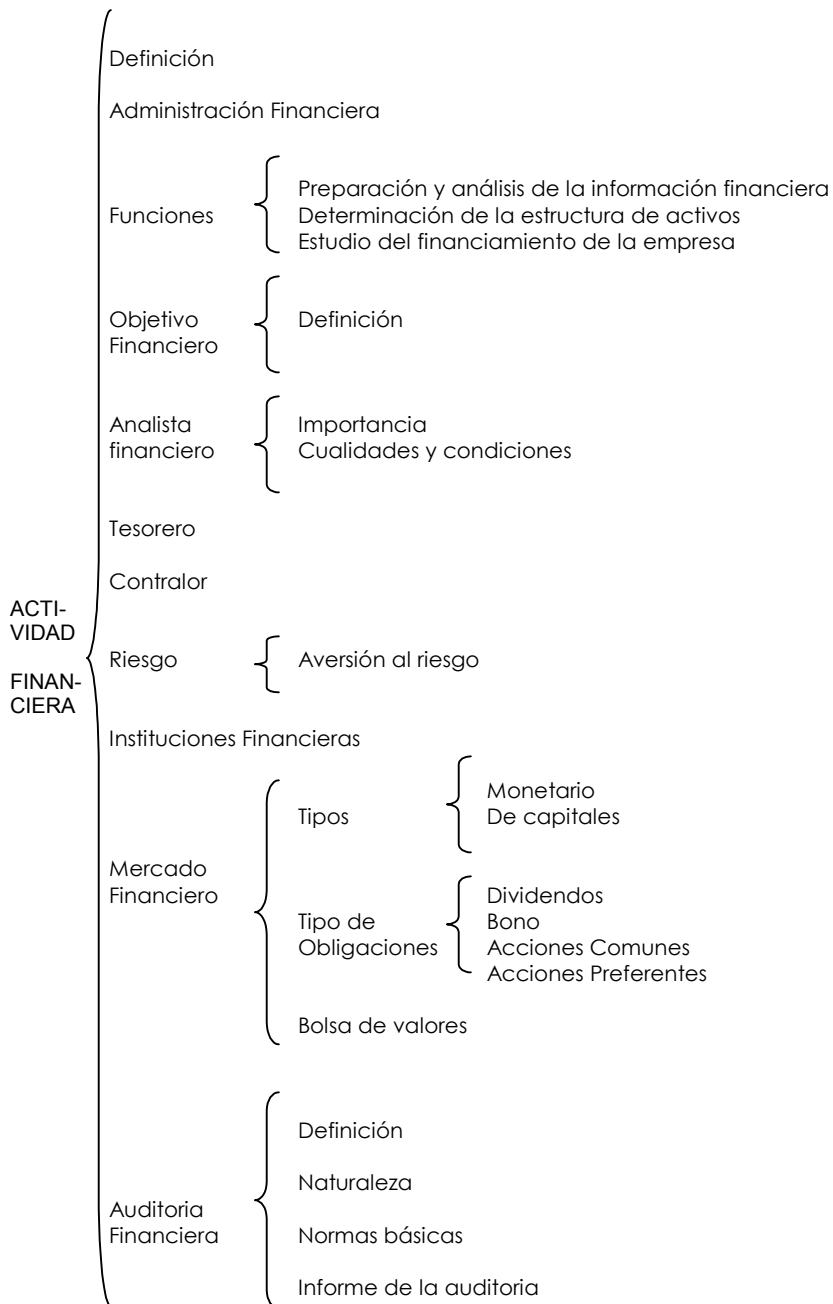 Definición
Administración Financiera
Funciones
Preparación y análisis de la información financiera
Determinación de la estructura de activos
Estudio del financiamiento de la empresa
Objetivo
Financiero
Definición
Analista
financiero
Importancia
Cualidades y condiciones
Tesorero
Contralor
ACTI-
VIDAD
FINAN-
CIERA
Riesgo
Aversión al riesgo
Instituciones Financieras
Mercado
Financiero
Tipos
Monetario
De capitales
Tipo de
Obligaciones
Dividendos
Bono
Acciones Comunes
Acciones Preferentes
Bolsa de valores
Auditoria
Financiera
Definición
Naturaleza
Normas básicas
Informe de la auditoria